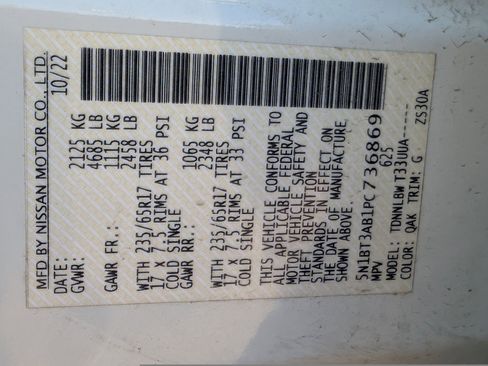 MFD BY NISSAN MOTOR CO., LTD.
DATE: 10/22
GVWR: 2125 KG
4685 LB
GAWR FR.: 1115 KG
2458 LB
WITH 235/65R17 TIRES
17 X 7.5 RIMS AT 36 PSI
COLD SINGLE
GAWR RR.: 1065 KG
2348 LB
WITH 235/65R17 TIRES
17 X 7.5 RIMS AT 33 PSI
COLD SINGLE
THIS VEHICLE CONFORMS TO
ALL APPLICABLE FEDERAL
MOTOR VEHICLE SAFETY AND
THEFT PREVENTION
STANDARDS IN EFFECT ON
THE DATE OF MANUFACTURE
SHOWN ABOVE.
5N1BT3AB1PC736869
MPV 625
MODEL: TDNNLBW T33UUA-----
COLOR: QAK TRIM: G ZS30A